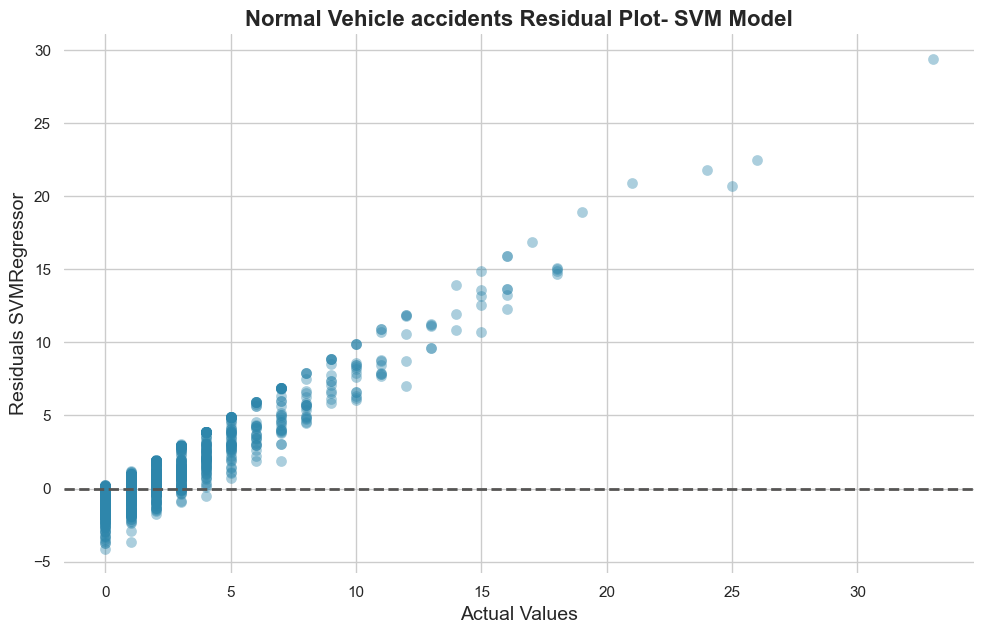 Normal Vehicle accidents Residual Plot- SVM Model
30
25
20
15
10
5
0
−5
Residuals SVMRegressor
0 5 10 15 20 25 30
Actual Values